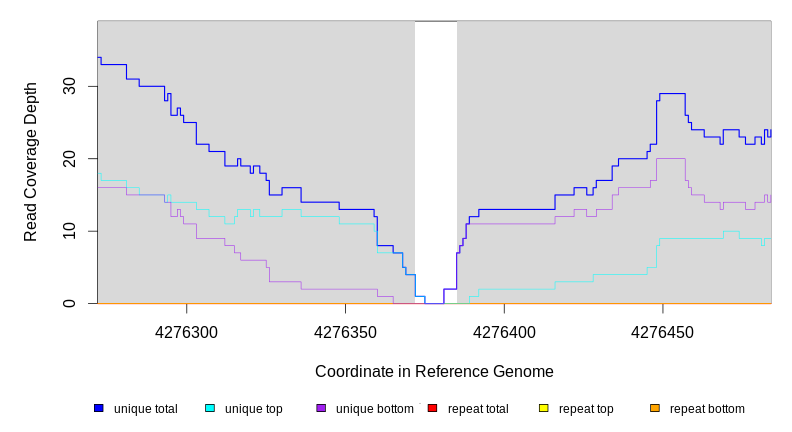 Read Coverage Depth
30
20
10
0
4276300 4276350 4276400 4276450
Coordinate in Reference Genome
unique total unique top unique bottom repeat total repeat top repeat bottom